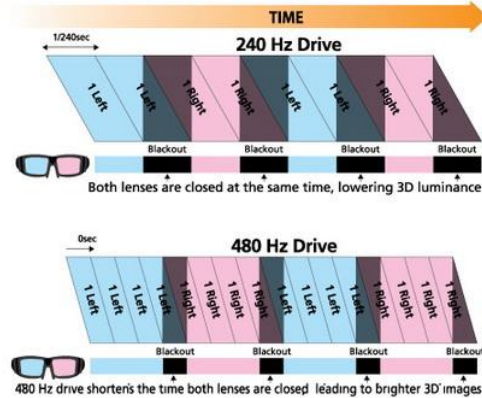 TIME
1/240sec
240 Hz Drive
1 Left
1 Left
1 Right
1 Right
1 Left
1 Left
1 Right
1 Right
Blackout
Blackout
Blackout
Blackout
Both lenses are closed at the same time, lowering 3D luminance
0sec
480 Hz Drive
1 Left
1 Left
1 Left
1 Left
1 Right
1 Right
1 Right
1 Right
1 Left
1 Left
1 Left
1 Left
1 Right
1 Right
1 Right
1 Right
Blackout
Blackout
Blackout
Blackout
480 Hz drive shortens the time both lenses are closed leading to brighter 3D images